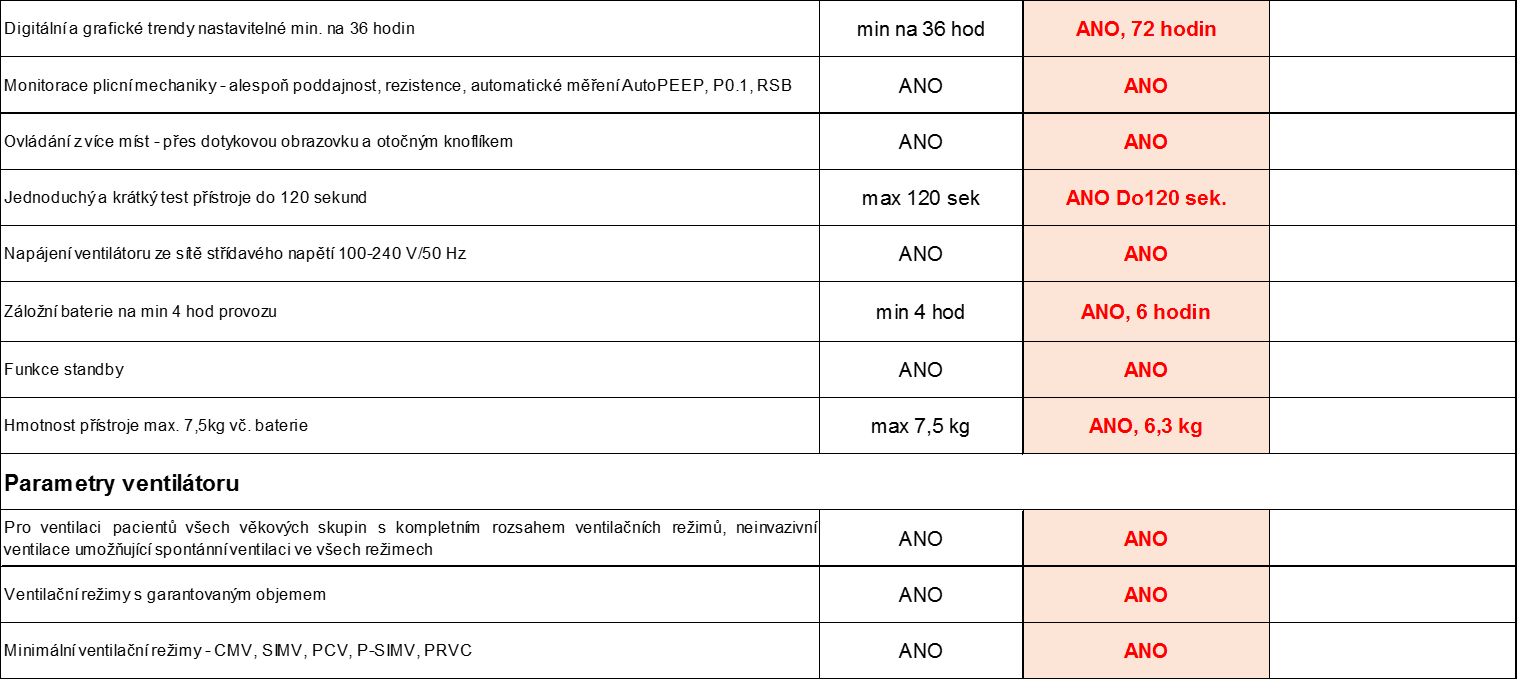 Digitální a grafické trendy nastavitelné min. na 36 hodin min na 36 hod ANO, 72 hodin
Monitorace plicní mechaniky - alespoň poddajnost, rezistence, automatické měření AutoPEEP, P0.1, RSB ANO ANO
Ovládání z více míst - přes dotykovou obrazovku a otočným knoflíkem ANO ANO
Jednoduchý a krátký test přístroje do 120 sekund max 120 sek ANO Do120 sek.
Napájení ventilátoru ze sítě střídavého napětí 100-240 V/50 Hz ANO ANO
Záložní baterie na min 4 hod provozu min 4 hod ANO, 6 hodin
Funkce standby ANO ANO
Hmotnost přístroje max. 7,5kg vč. baterie max 7,5 kg ANO, 6,3 kg
Parametry ventilátoru
Pro ventilaci pacientů všech věkových skupin s kompletním rozsahem ventilačních režimů, neinvazivní
ventilace umožňující spontánní ventilaci ve všech režimech ANO ANO
Ventilační režimy s garantovaným objemem ANO ANO
Minimální ventilační režimy - CMV, SIMV, PCV, P-SIMV, PRVC ANO ANO